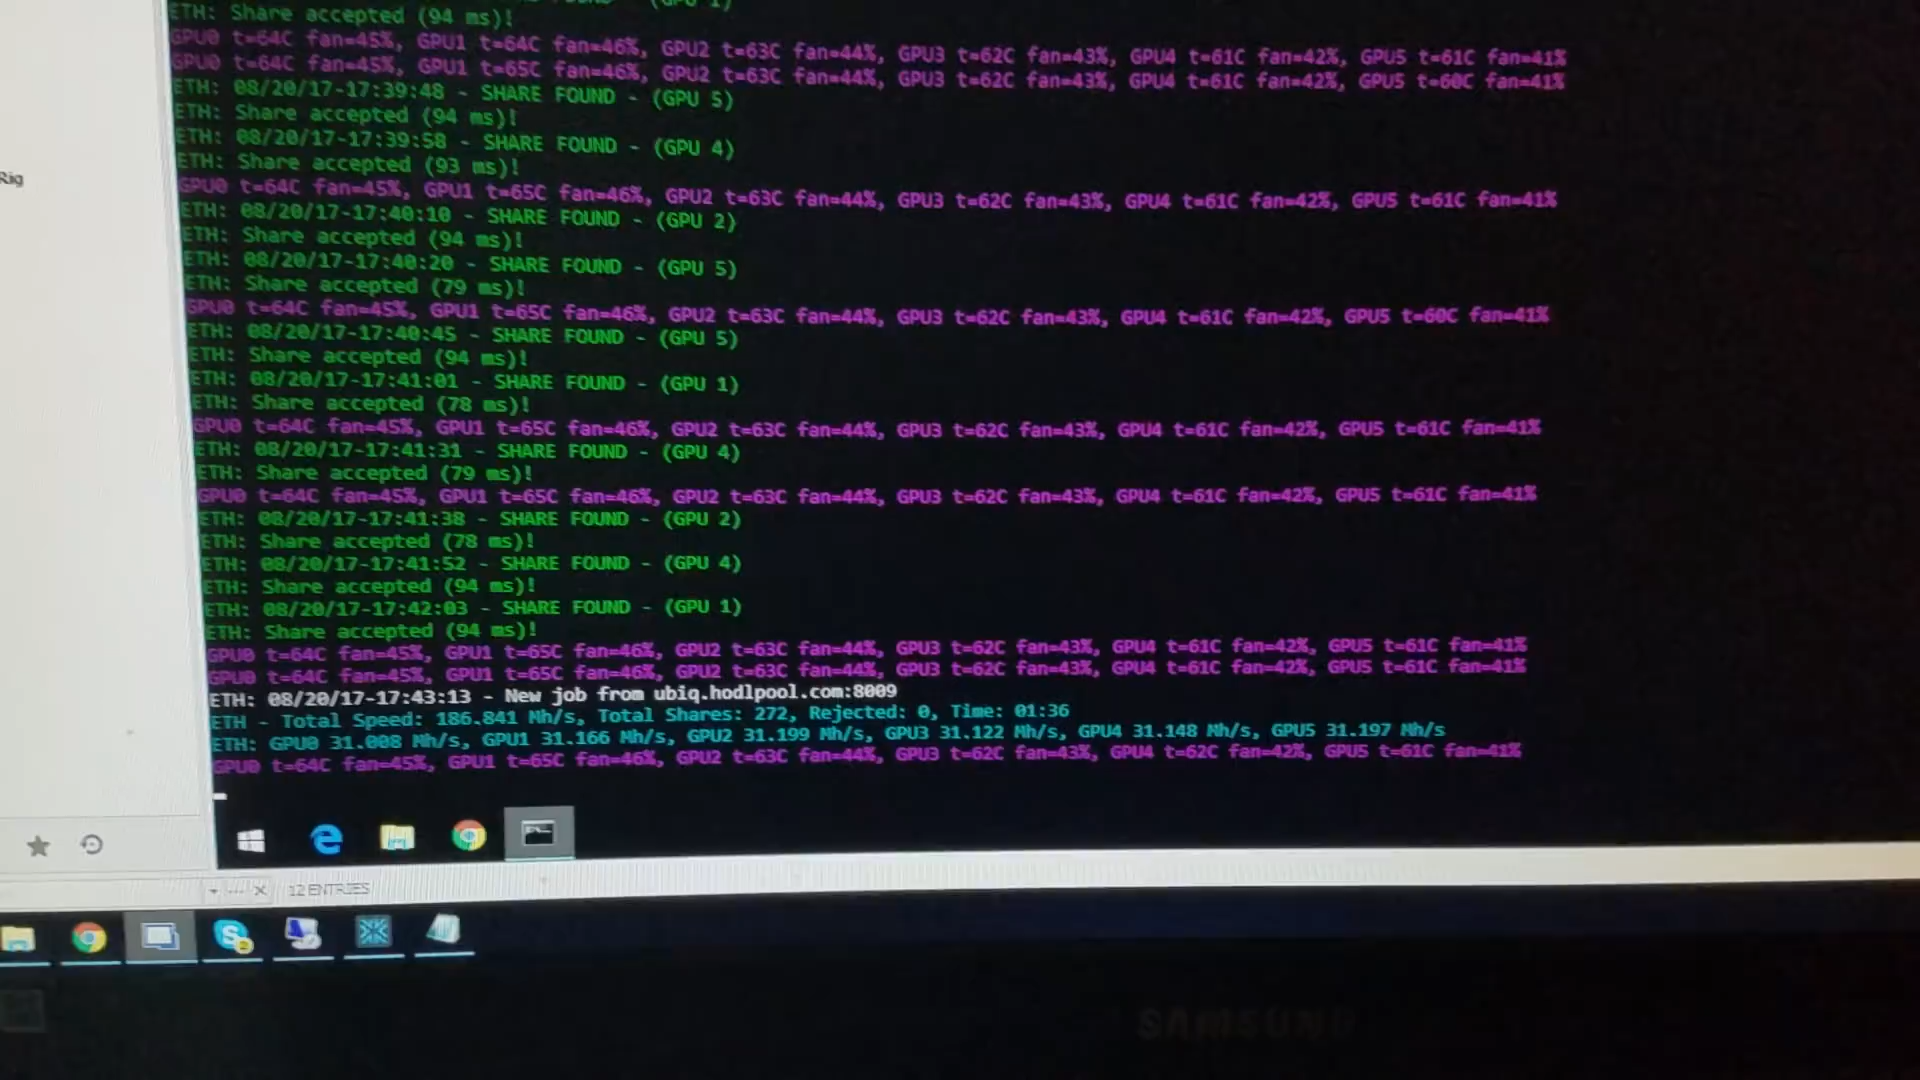 ETH: Share accepted (94 ms)!
GPU0 t=64C fan=45%, GPU1 t=64C fan=46%, GPU2 t=63C fan=44%, GPU3 t=62C fan=43%, GPU4 t=61C fan=42%, GPU5 t=61C fan=41%
GPU0 t=64C fan=45%, GPU1 t=65C fan=46%, GPU2 t=63C fan=44%, GPU3 t=62C fan=43%, GPU4 t=61C fan=42%, GPU5 t=60C fan=41%
ETH: 08/20/17-17:39:48 - SHARE FOUND - (GPU 5)
ETH: Share accepted (94 ms)!
ETH: 08/20/17-17:39:58 - SHARE FOUND - (GPU 4)
ETH: Share accepted (93 ms)!
Rig
GPU0 t=64C fan=45%, GPU1 t=65C fan=46%, GPU2 t=63C fan=44%, GPU3 t=62C fan=43%, GPU4 t=61C fan=42%, GPU5 t=61C fan=41%
ETH: 08/20/17-17:40:10 - SHARE FOUND - (GPU 2)
ETH: Share accepted (94 ms)!
ETH: 08/20/17-17:40:20 - SHARE FOUND - (GPU 5)
ETH: Share accepted (79 ms)!
GPU0 t=64C fan=45%, GPU1 t=65C fan=46%, GPU2 t=63C fan=44%, GPU3 t=62C fan=43%, GPU4 t=61C fan=42%, GPU5 t=60C fan=41%
ETH: 08/20/17-17:40:45 - SHARE FOUND - (GPU 5)
ETH: Share accepted (94 ms)!
ETH: 08/20/17-17:41:01 - SHARE FOUND - (GPU 1)
ETH: Share accepted (78 ms)!
GPU0 t=64C fan=45%, GPU1 t=65C fan=46%, GPU2 t=63C fan=44%, GPU3 t=62C fan=43%, GPU4 t=61C fan=42%, GPU5 t=61C fan=41%
ETH: 08/20/17-17:41:31 - SHARE FOUND - (GPU 4)
ETH: Share accepted (79 ms)!
GPU0 t=64C fan=45%, GPU1 t=65C fan=46%, GPU2 t=63C fan=44%, GPU3 t=62C fan=43%, GPU4 t=61C fan=42%, GPU5 t=61C fan=41%
ETH: 08/20/17-17:41:38 - SHARE FOUND - (GPU 2)
ETH: Share accepted (78 ms)!
ETH: 08/20/17-17:41:52 - SHARE FOUND - (GPU 4)
ETH: Share accepted (94 ms)!
ETH: 08/20/17-17:42:03 - SHARE FOUND - (GPU 1)
ETH: Share accepted (94 ms)!
GPU0 t=64C fan=45%, GPU1 t=65C fan=46%, GPU2 t=63C fan=44%, GPU3 t=62C fan=43%, GPU4 t=61C fan=42%, GPU5 t=61C fan=41%
GPU0 t=64C fan=45%, GPU1 t=65C fan=46%, GPU2 t=63C fan=44%, GPU3 t=62C fan=43%, GPU4 t=61C fan=42%, GPU5 t=61C fan=41%
ETH: 08/20/17-17:43:13 - New job from ubiq.hodlpool.com:8009
ETH - Total Speed: 186.841 Mh/s, Total Shares: 272, Rejected: 0, Time: 01:36
ETH: GPU0 31.008 Mh/s, GPU1 31.166 Mh/s, GPU2 31.199 Mh/s, GPU3 31.122 Mh/s, GPU4 31.148 Mh/s, GPU5 31.197 Mh/s
GPU0 t=64C fan=45%, GPU1 t=65C fan=46%, GPU2 t=63C fan=44%, GPU3 t=62C fan=43%, GPU4 t=62C fan=42%, GPU5 t=61C fan=41%
12 ENTRIES
SAMSUNG